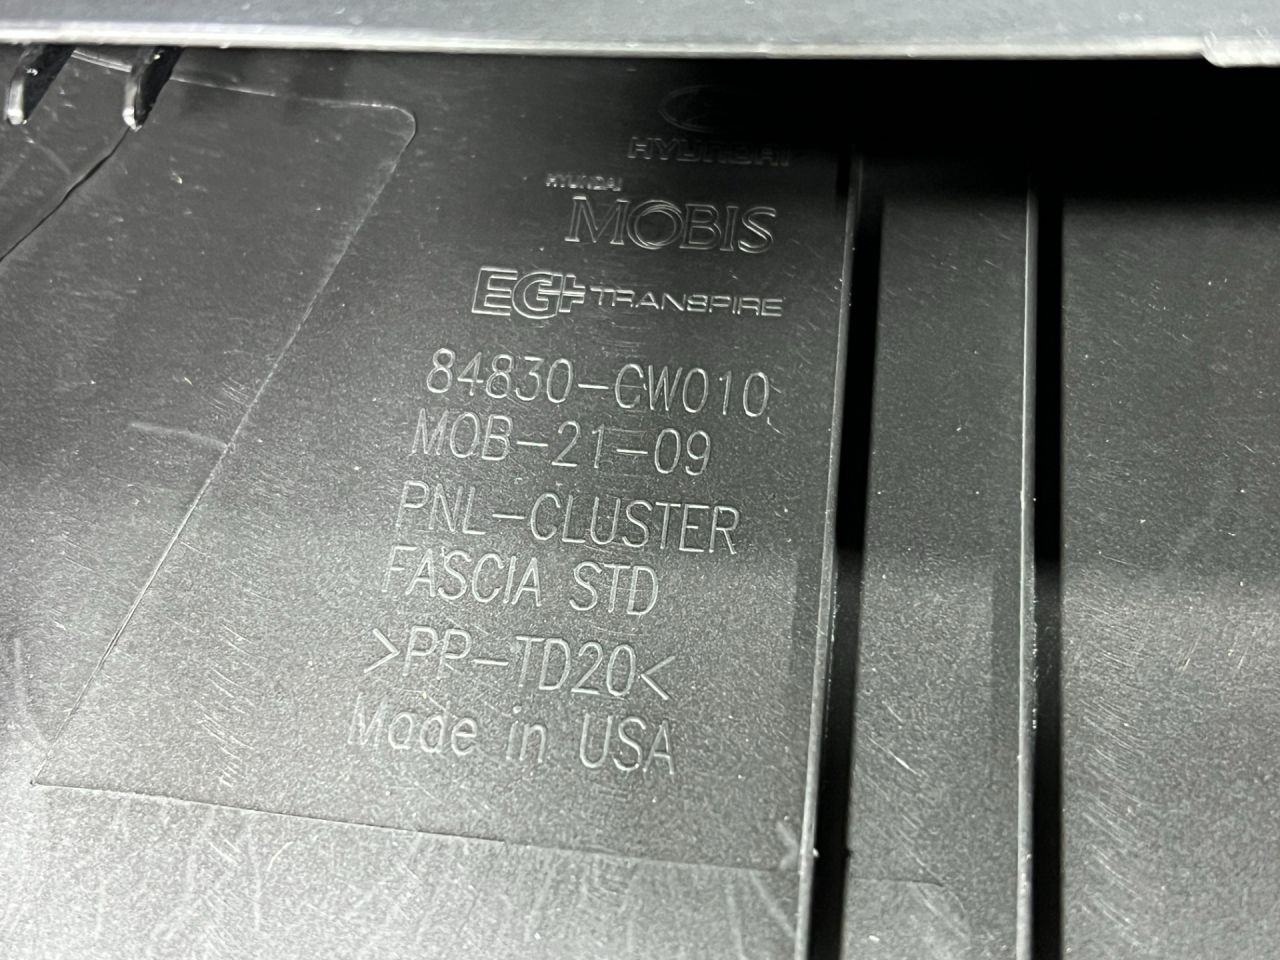 HYUNDAI
HYUNDAI
MOBIS
EG+ TRANSPIRE
84830-CW010
MOB-21-09
PNL-CLUSTER
FASCIA STD
>PP-TD20<
Made in USA